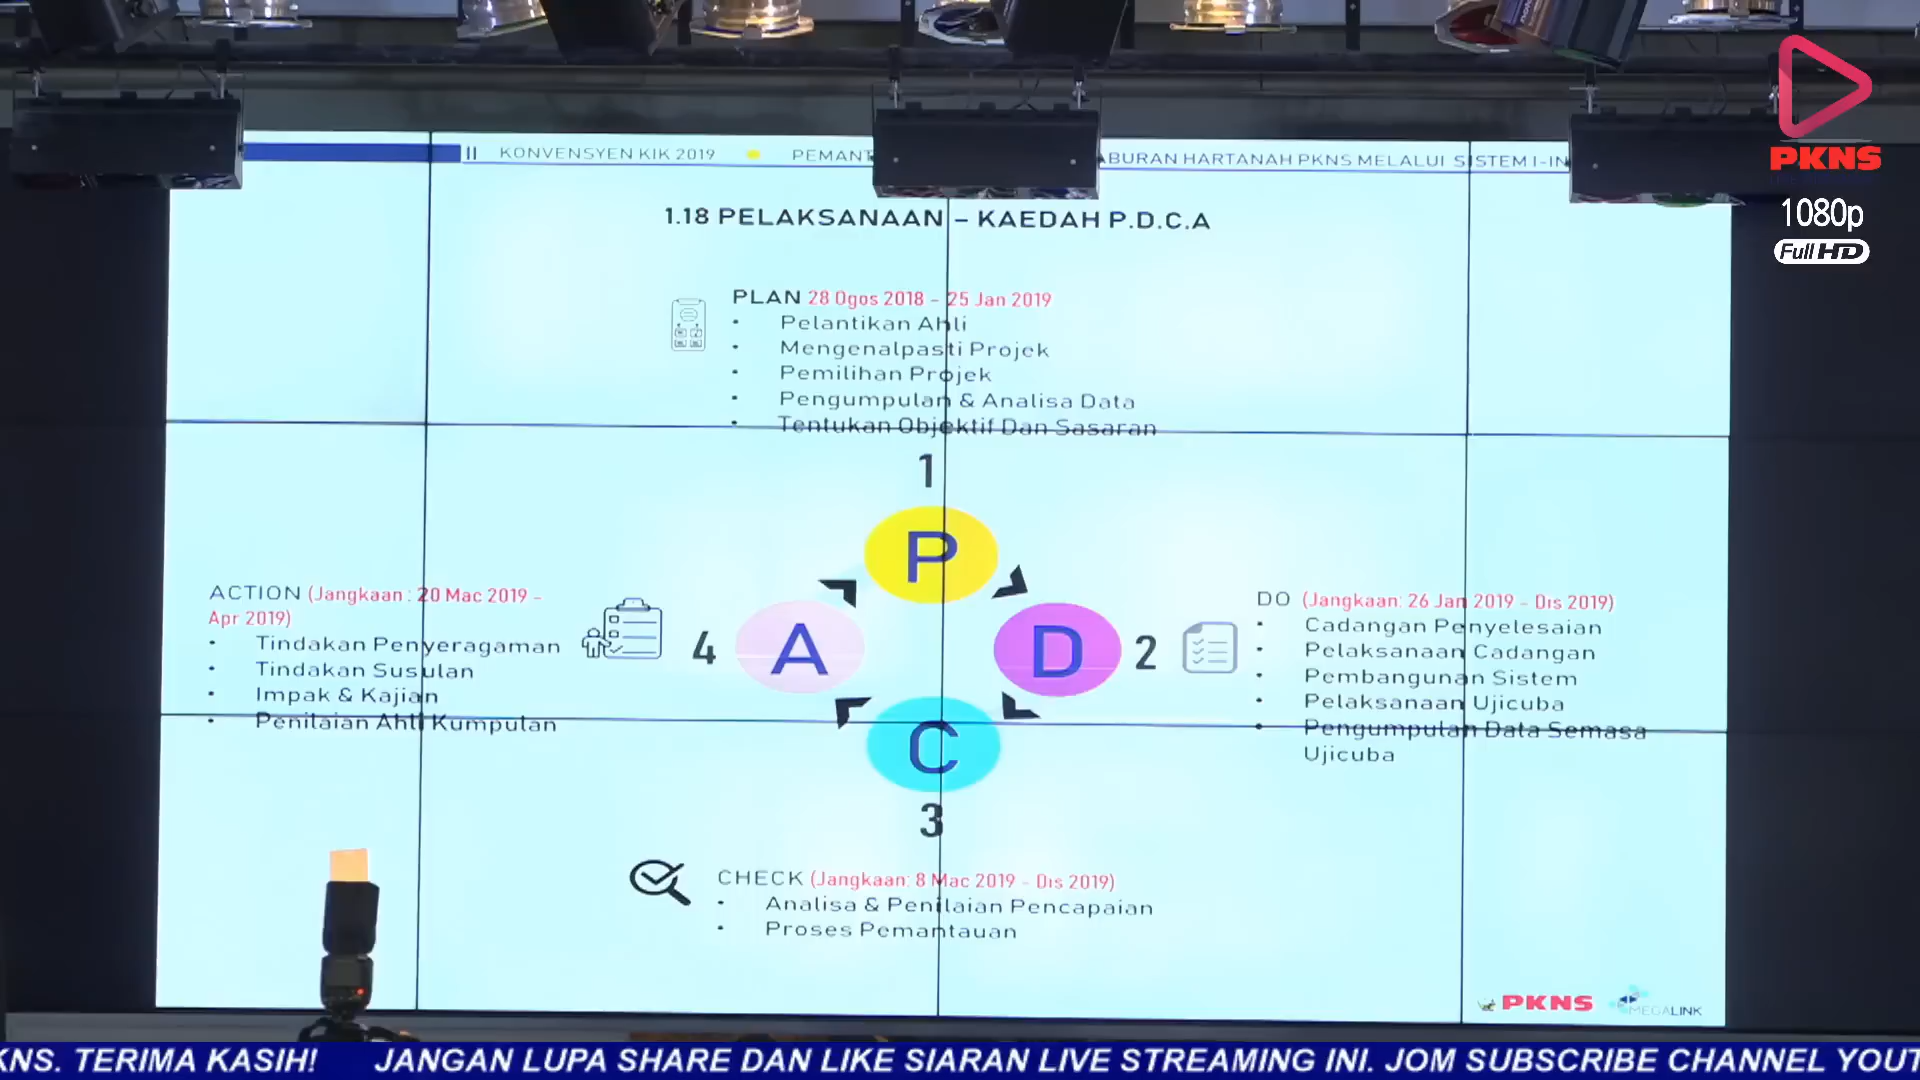 KONVENSYEN KIK 2019
BURAN HARTANAH PKNS MELALUI SISTEM I-IN
PKNS
1080p
Full HD
1.18 PELAKSANAAN – KAEDAH P.D.C.A
PLAN 28 Ogos 2018 – 25 Jan 2019
• Pelantikan Ahli
• Mengenalpasti Projek
• Pemilihan Projek
• Pengumpulan & Analisa Data
• Tentukan Objektif Dan Sasaran
1
P
ACTION (Jangkaan : 20 Mac 2019 –
Apr 2019)
• Tindakan Penyeragaman
• Tindakan Susulan
• Impak & Kajian
• Penilaian Ahli Kumpulan
4
A
D
2
DO (Jangkaan: 26 Jan 2019 – Dis 2019)
• Cadangan Penyelesaian
• Pelaksanaan Cadangan
• Pembangunan Sistem
• Pelaksanaan Ujicuba
• Pengumpulan Data Semasa
Ujicuba
C
3
CHECK (Jangkaan: 8 Mac 2019 – Dis 2019)
• Analisa & Penilaian Pencapaian
• Proses Pemantauan
PKNS
MEGALINK
KNS. TERIMA KASIH! JANGAN LUPA SHARE DAN LIKE SIARAN LIVE STREAMING INI. JOM SUBSCRIBE CHANNEL YOUT